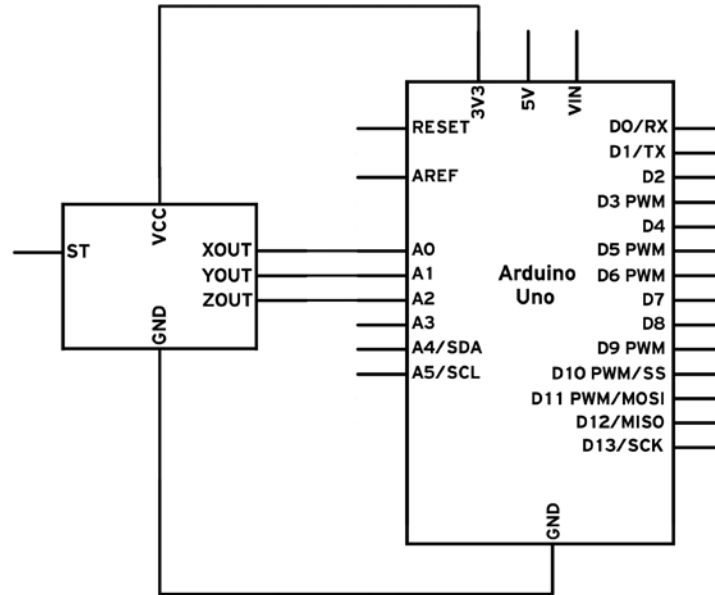 3V3
5V
VIN
RESET
AREF
A0
A1
A2
A3
A4/SDA
A5/SCL
Arduino
Uno
D0/RX
D1/TX
D2
D3 PWM
D4
D5 PWM
D6 PWM
D7
D8
D9 PWM
D10 PWM/SS
D11 PWM/MOSI
D12/MISO
D13/SCK
GND
VCC
ST
XOUT
YOUT
ZOUT
GND